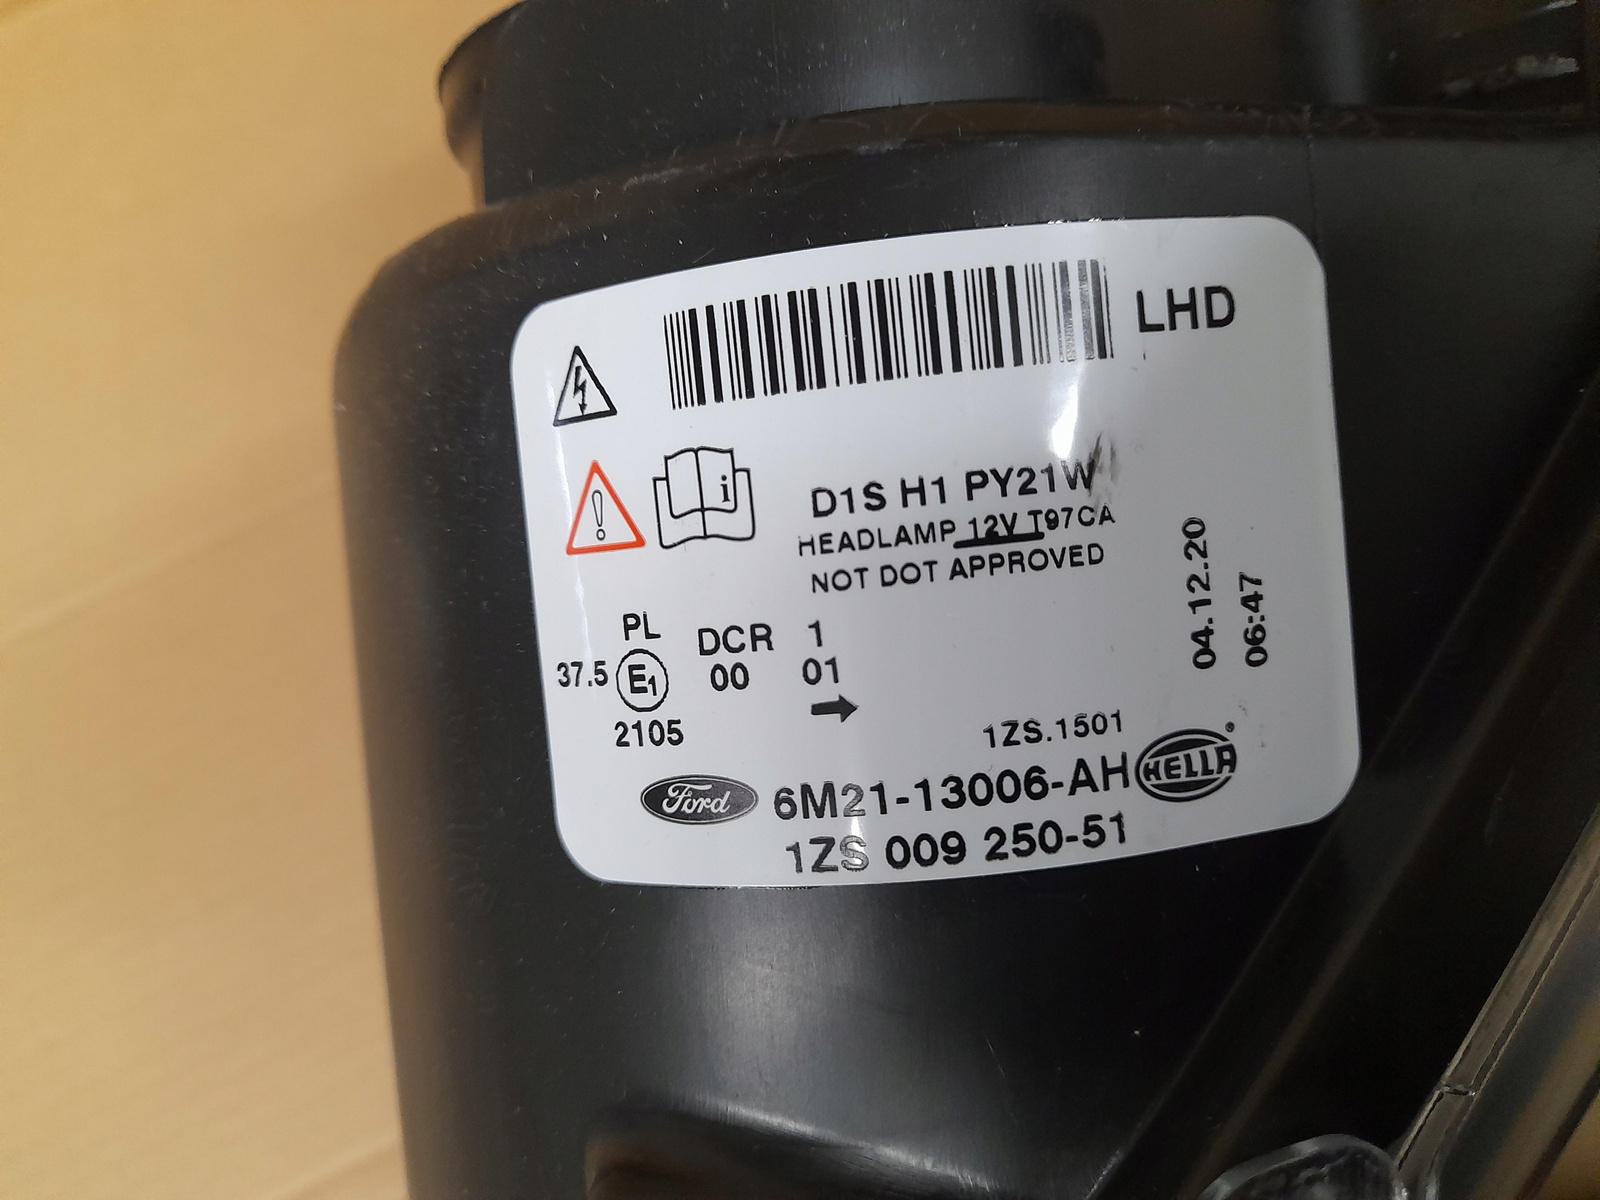 LHD
D1S H1 PY21W
HEADLAMP 12V T97CA
NOT DOT APPROVED
04.12.20
06:47
PL
37.5 E1
2105
DCR 1
00 01
1ZS.1501
Ford 6M21-13006-AH HELLA®
1ZS 009 250-51